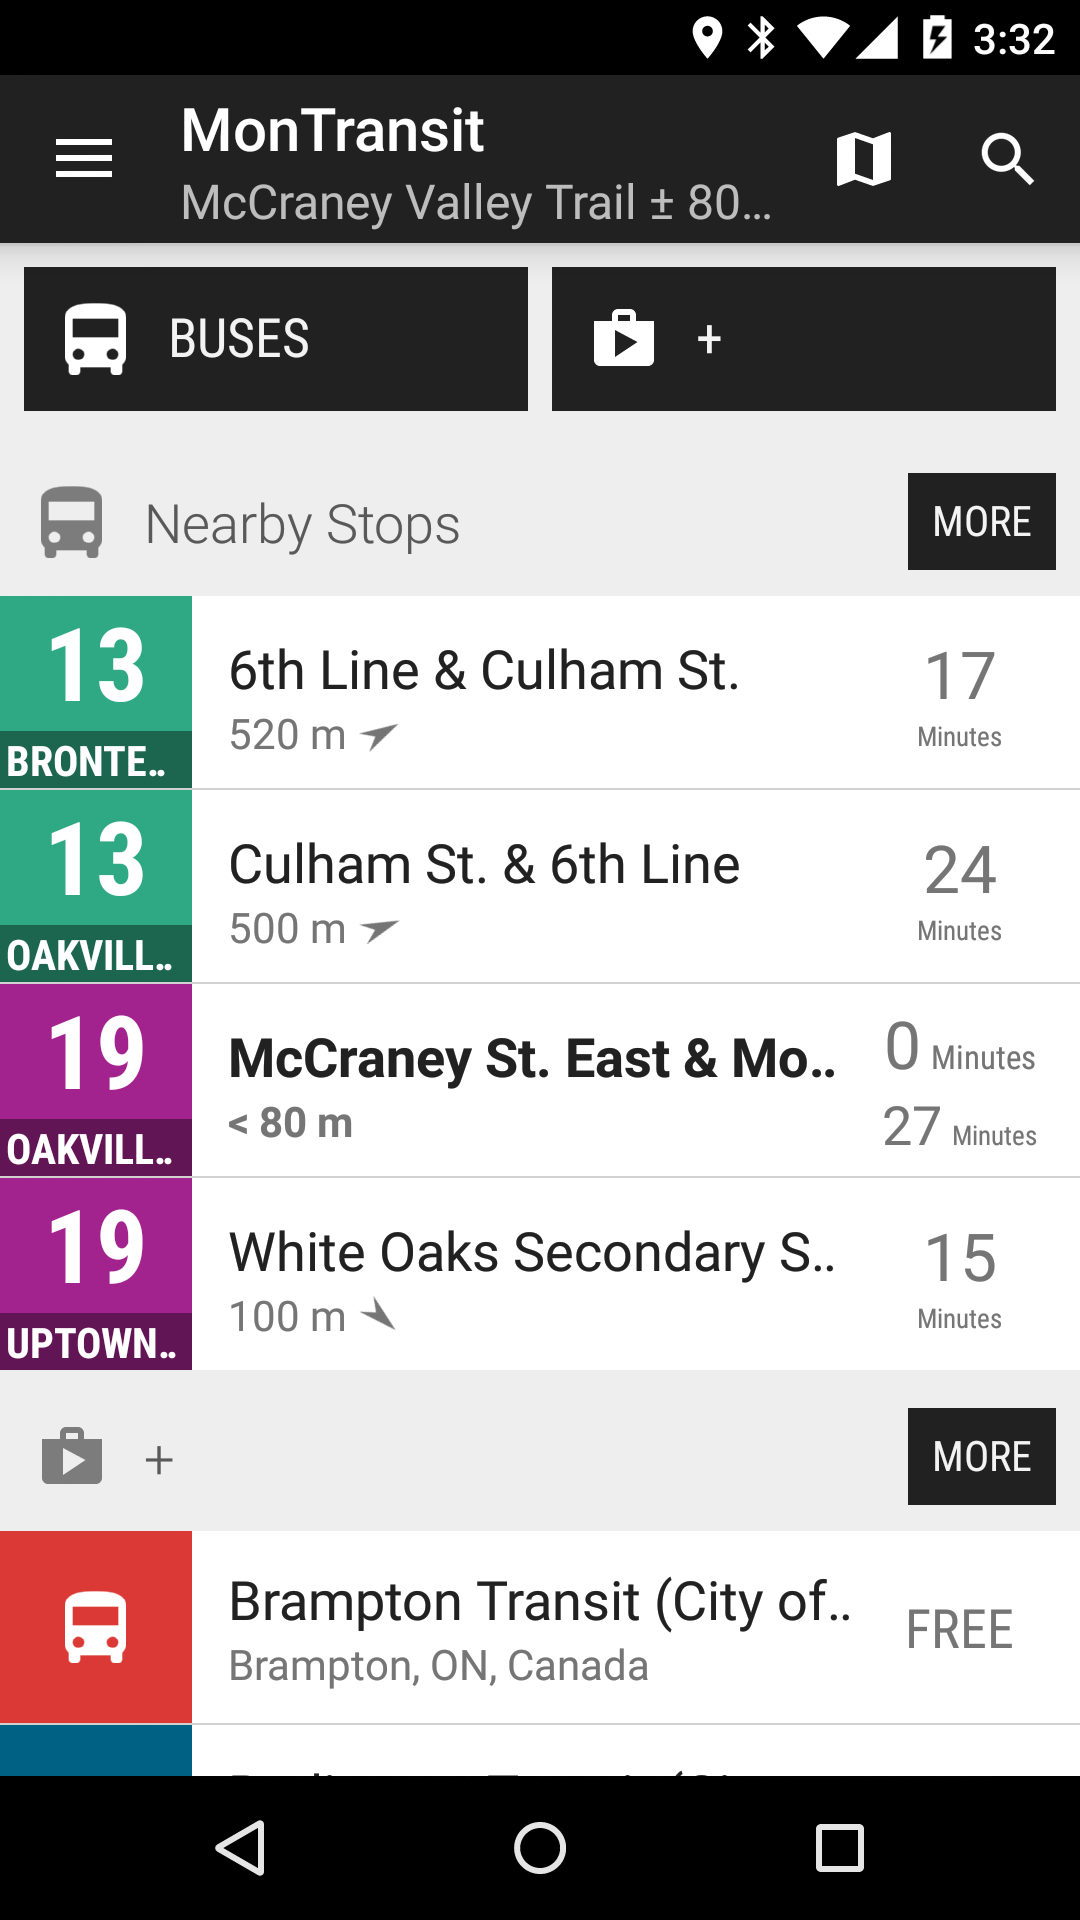 3:32
MonTransit
McCraney Valley Trail ± 80...
BUSES
+
Nearby Stops
MORE
13
BRONTE..
6th Line & Culham St.
520 m
17
Minutes
13
OAKVILL..
Culham St. & 6th Line
500 m
24
Minutes
19
OAKVILL..
McCraney St. East & Mo..
< 80 m
0 Minutes
27 Minutes
19
UPTOWN..
White Oaks Secondary S..
100 m
15
Minutes
+
MORE
Brampton Transit (City of..
Brampton, ON, Canada
FREE